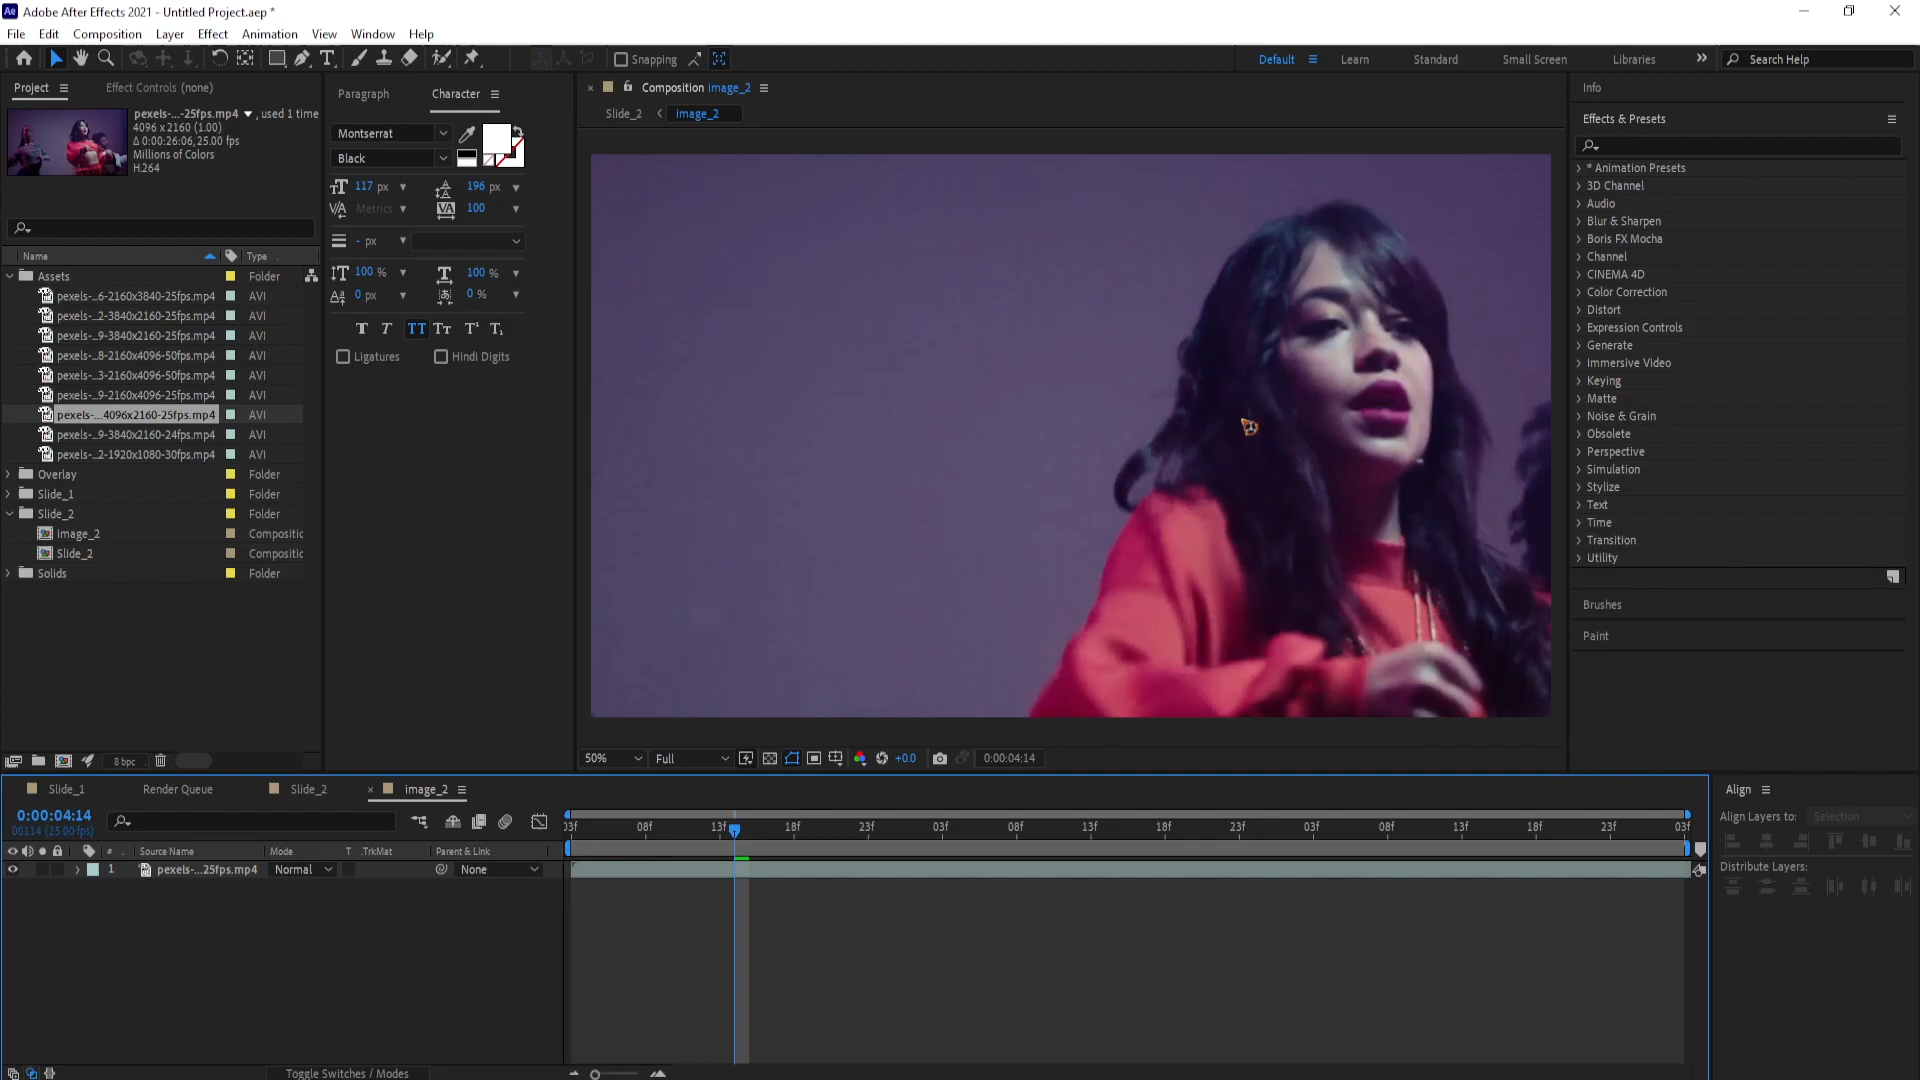 Adobe After Effects 2021 - Untitled Project.aep *
File Edit Composition Layer Effect Animation View Window Help
Snapping Default Learn Standard Small Screen Libraries Search Help
Project Effect Controls (none)
pexels-...-25fps.mp4 , used 1 time
4096 x 2160 (1.00)
Δ 0:00:26:06, 25.00 fps
Millions of Colors
H.264
Name Type
Assets Folder
pexels-...6-2160x3840-25fps.mp4 AVI
pexels-...2-3840x2160-25fps.mp4 AVI
pexels-...9-3840x2160-25fps.mp4 AVI
pexels-...8-2160x4096-50fps.mp4 AVI
pexels-...3-2160x4096-50fps.mp4 AVI
pexels-...9-2160x4096-25fps.mp4 AVI
pexels-...4096x2160-25fps.mp4 AVI
pexels-...9-3840x2160-24fps.mp4 AVI
pexels-...2-1920x1080-30fps.mp4 AVI
Overlay Folder
Slide_1 Folder
Slide_2 Folder
image_2 Compositic
Slide_2 Compositic
Solids Folder
8 bpc
Paragraph Character
Montserrat
Black
117 px 196 px
Metrics 100
- px
100 % 100 %
0 px 0 %
Ligatures Hindi Digits
Composition image_2
Slide_2 image_2
50% Full +0.0 0:00:04:14
Info
Effects & Presets
* Animation Presets
3D Channel
Audio
Blur & Sharpen
Boris FX Mocha
Channel
CINEMA 4D
Color Correction
Distort
Expression Controls
Generate
Immersive Video
Keying
Matte
Noise & Grain
Obsolete
Perspective
Simulation
Stylize
Text
Time
Transition
Utility
Brushes
Paint
Slide_1 Render Queue Slide_2 image_2
0:00:04:14
00114 (25.00 fps)
03f 08f 13f 18f 23f 03f 08f 13f 18f 23f 03f 08f 13f 18f 23f 03f
# Source Name Mode T .TrkMat Parent & Link
1 pexels-...25fps.mp4 Normal None
Toggle Switches / Modes
Align
Align Layers to: Selection
Distribute Layers: